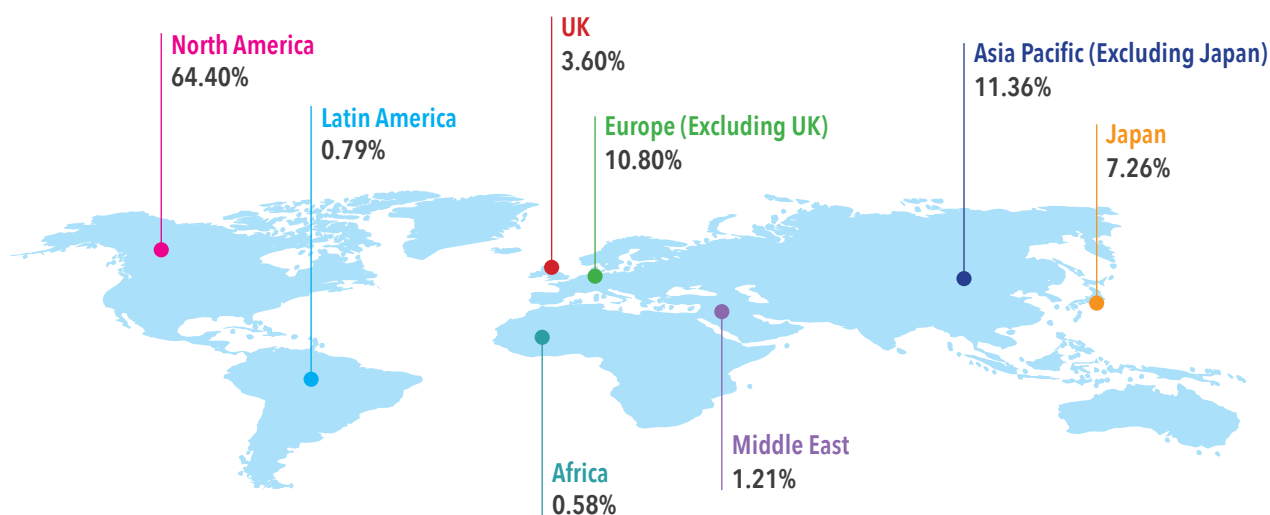 North America
64.40%
Latin America
0.79%
UK
3.60%
Europe (Excluding UK)
10.80%
Asia Pacific (Excluding Japan)
11.36%
Japan
7.26%
Africa
0.58%
Middle East
1.21%